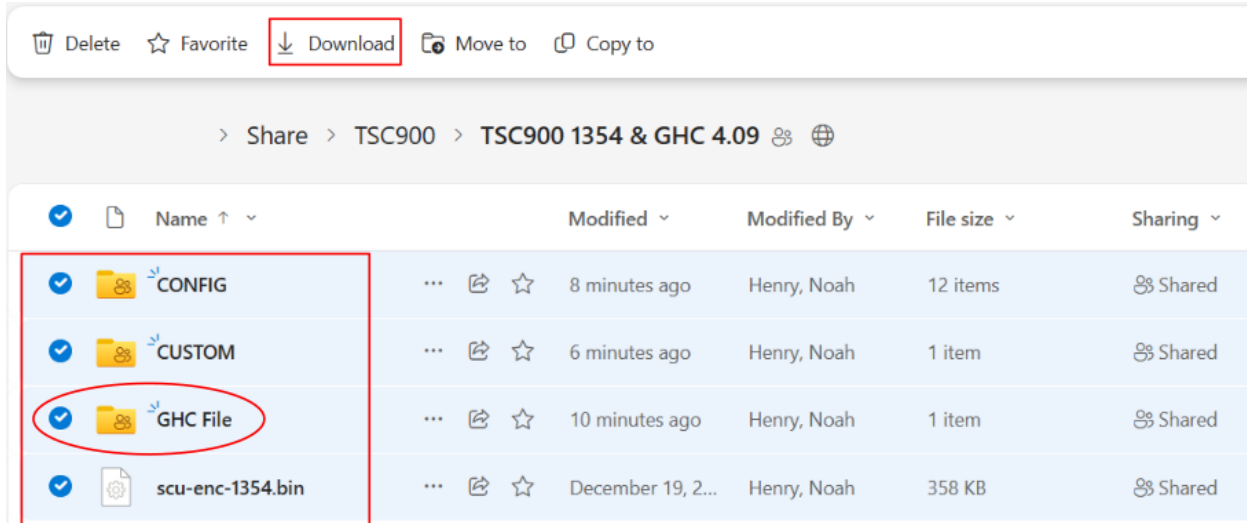 Delete Favorite Download Move to Copy to
> Share > TSC900 > TSC900 1354 & GHC 4.09
Name ↑ Modified Modified By File size Sharing
CONFIG ... 8 minutes ago Henry, Noah 12 items Shared
CUSTOM ... 6 minutes ago Henry, Noah 1 item Shared
GHC File ... 10 minutes ago Henry, Noah 1 item Shared
scu-enc-1354.bin ... December 19, 2... Henry, Noah 358 KB Shared